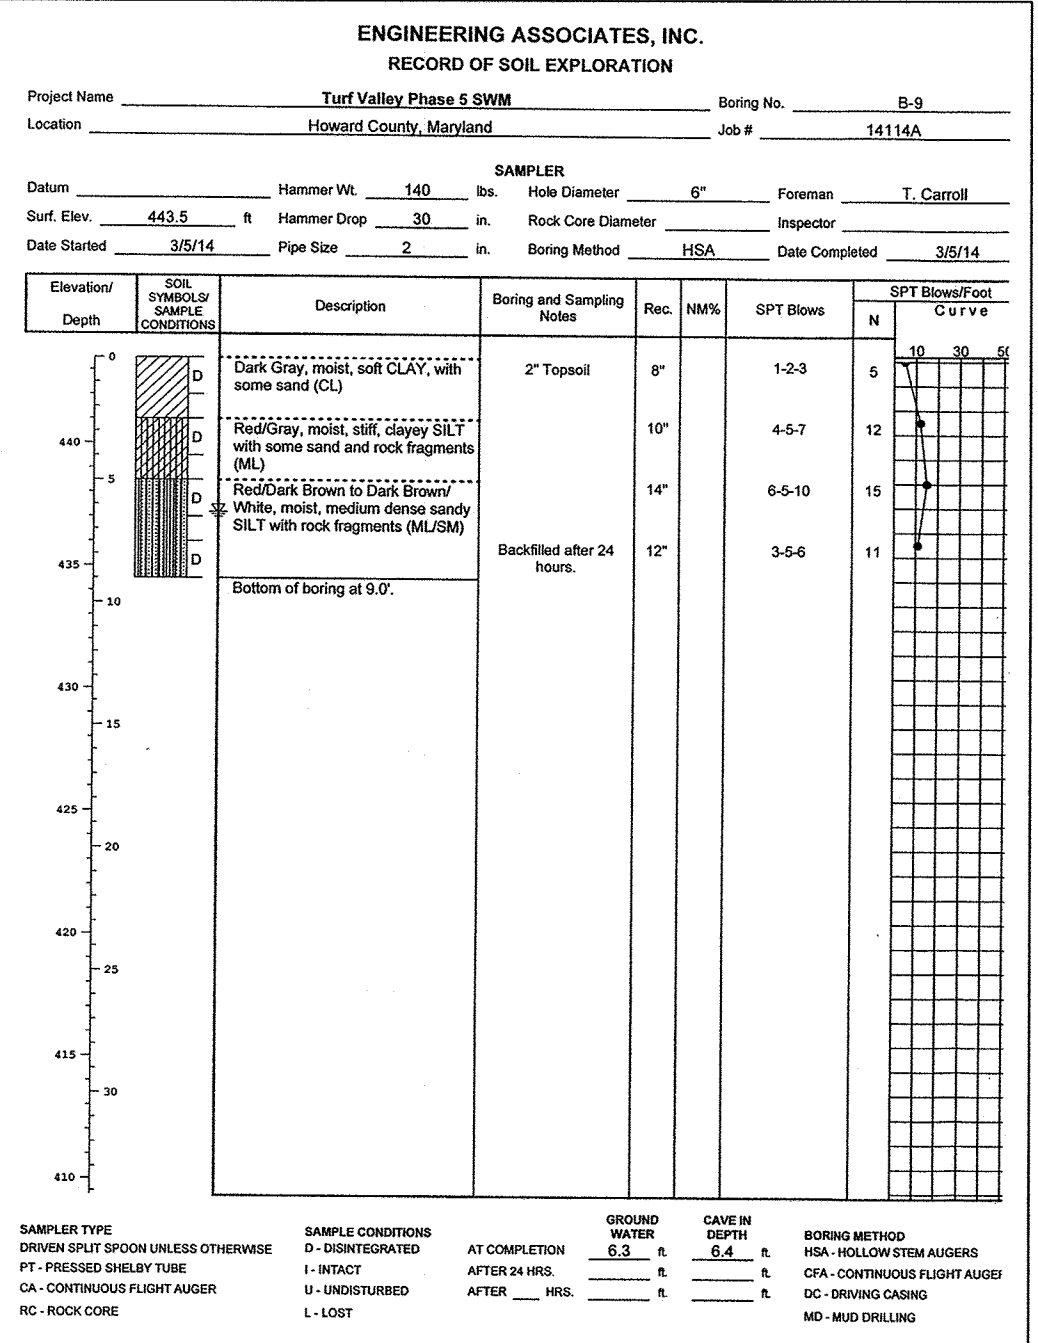 ENGINEERING ASSOCIATES, INC.
RECORD OF SOIL EXPLORATION
Project Name Turf Valley Phase 5 SWM Boring No. B-9
Location Howard County, Maryland Job # 14114A
SAMPLER
Datum Hammer Wt. 140 lbs. Hole Diameter 6" Foreman T. Carroll
Surf. Elev. 443.5 ft Hammer Drop 30 in. Rock Core Diameter Inspector
Date Started 3/5/14 Pipe Size 2 in. Boring Method HSA Date Completed 3/5/14
Elevation/ Depth
SOIL SYMBOLS/ SAMPLE CONDITIONS
Description
Boring and Sampling Notes
Rec.
NM%
SPT Blows
SPT Blows/Foot
N
Curve
10 30 50
0
D
Dark Gray, moist, soft CLAY, with
some sand (CL)
2" Topsoil 8" 1-2-3 5
440
D
Red/Gray, moist, stiff, clayey SILT
with some sand and rock fragments
(ML)
10" 4-5-7 12
5
D
Red/Dark Brown to Dark Brown/
White, moist, medium dense sandy
SILT with rock fragments (ML/SM)
14" 6-5-10 15
435
D
Backfilled after 24
hours.
12" 3-5-6 11
Bottom of boring at 9.0'.
10
430
15
425
20
420
25
415
30
410
SAMPLER TYPE
DRIVEN SPLIT SPOON UNLESS OTHERWISE
PT - PRESSED SHELBY TUBE
CA - CONTINUOUS FLIGHT AUGER
RC - ROCK CORE
SAMPLE CONDITIONS
D - DISINTEGRATED
I - INTACT
U - UNDISTURBED
L - LOST
GROUND WATER CAVE IN DEPTH
AT COMPLETION 6.3 ft. 6.4 ft.
AFTER 24 HRS. ft. ft.
AFTER HRS. ft. ft.
BORING METHOD
HSA - HOLLOW STEM AUGERS
CFA - CONTINUOUS FLIGHT AUGER
DC - DRIVING CASING
MD - MUD DRILLING